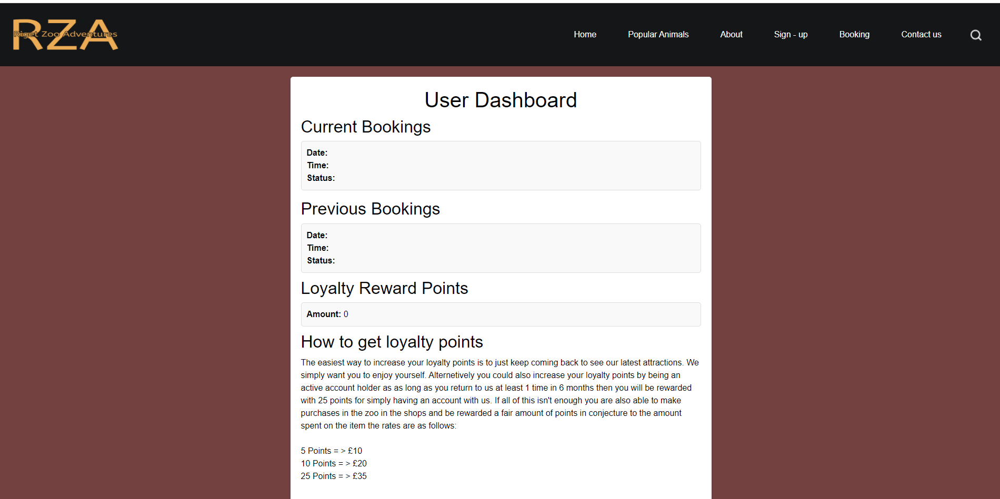 RZA
Riget Zoo Adventures
Home
Popular Animals
About
Sign - up
Booking
Contact us
User Dashboard
Current Bookings
Date:
Time:
Status:
Previous Bookings
Date:
Time:
Status:
Loyalty Reward Points
Amount: 0
How to get loyalty points
The easiest way to increase your loyalty points is to just keep coming back to see our latest attractions. We
simply want you to enjoy yourself. Alternetively you could also increase your loyalty points by being an
active account holder as as long as you return to us at least 1 time in 6 months then you will be rewarded
with 25 points for simply having an account with us. If all of this isn't enough you are also able to make
purchases in the zoo in the shops and be rewarded a fair amount of points in conjecture to the amount
spent on the item the rates are as follows:
5 Points = > £10
10 Points = > £20
25 Points = > £35